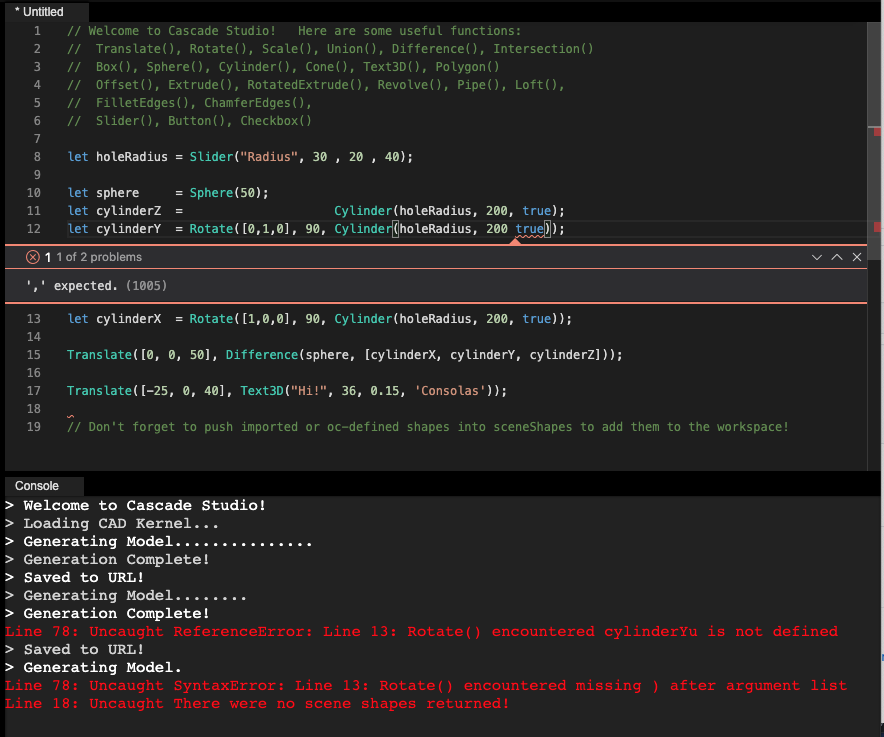 * Untitled
1 // Welcome to Cascade Studio!   Here are some useful functions:
2 //  Translate(), Rotate(), Scale(), Union(), Difference(), Intersection()
3 //  Box(), Sphere(), Cylinder(), Cone(), Text3D(), Polygon()
4 //  Offset(), Extrude(), RotatedExtrude(), Revolve(), Pipe(), Loft(),
5 //  FilletEdges(), ChamferEdges(),
6 //  Slider(), Button(), Checkbox()
7
8 let holeRadius = Slider("Radius", 30 , 20 , 40);
9
10 let sphere     = Sphere(50);
11 let cylinderZ  =                     Cylinder(holeRadius, 200, true);
12 let cylinderY  = Rotate([0,1,0], 90, Cylinder(holeRadius, 200 true));
1 1 of 2 problems
',' expected. (1005)
13 let cylinderX  = Rotate([1,0,0], 90, Cylinder(holeRadius, 200, true));
14
15 Translate([0, 0, 50], Difference(sphere, [cylinderX, cylinderY, cylinderZ]));
16
17 Translate([-25, 0, 40], Text3D("Hi!", 36, 0.15, 'Consolas'));
18
19 // Don't forget to push imported or oc-defined shapes into sceneShapes to add them to the workspace!
Console
> Welcome to Cascade Studio!
> Loading CAD Kernel...
> Generating Model...............
> Generation Complete!
> Saved to URL!
> Generating Model........
> Generation Complete!
Line 78: Uncaught ReferenceError: Line 13: Rotate() encountered cylinderYu is not defined
> Saved to URL!
> Generating Model.
Line 78: Uncaught SyntaxError: Line 13: Rotate() encountered missing ) after argument list
Line 18: Uncaught There were no scene shapes returned!